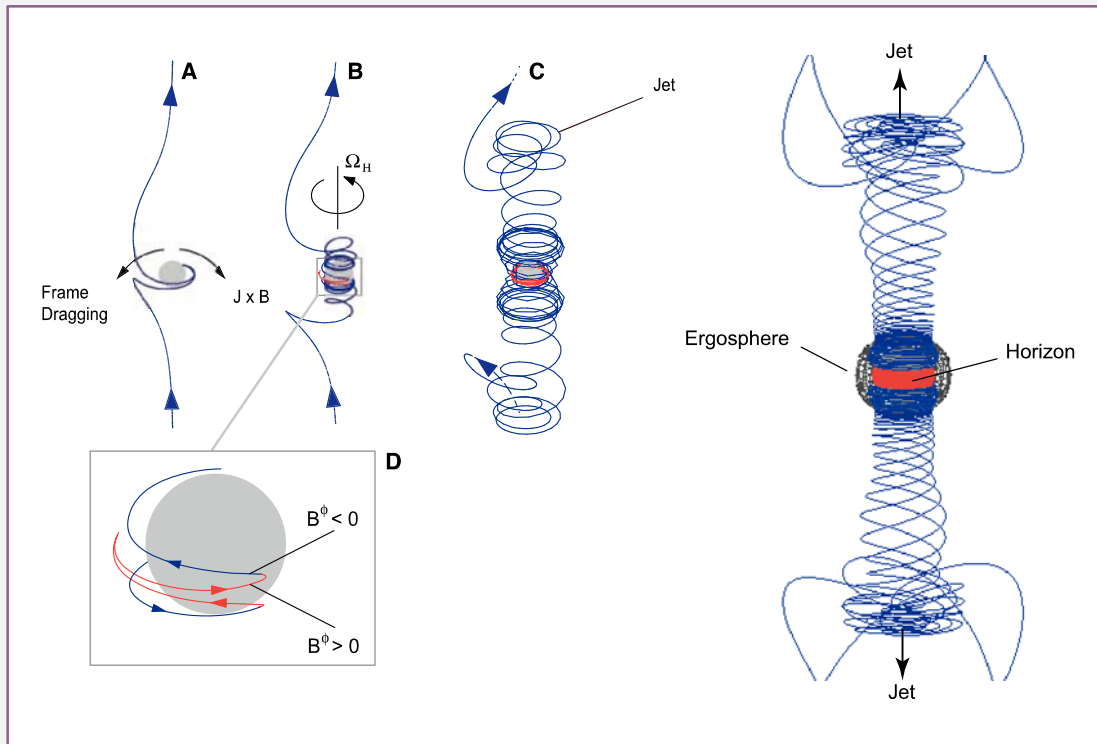 A
B
C
Jet
Ω_H
Frame
Dragging
J x B
D
B^ϕ < 0
B^ϕ > 0
Jet
Ergosphere
Horizon
Jet